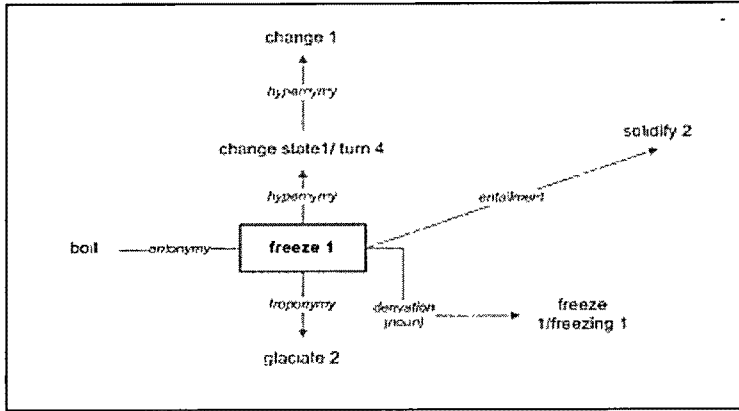 change 1
hypernymy
change state1/ turn 4
solidify 2
hypernymy
entailment
boil
antonymy
freeze 1
troponymy
derivation
(noun)
freeze
1/freezing 1
glaciate 2